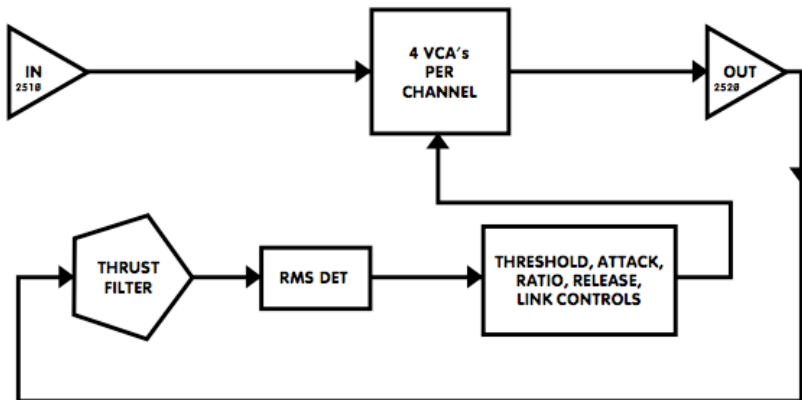 IN
2510
4 VCA's
PER
CHANNEL
OUT
2520
THRUST
FILTER
RMS DET
THRESHOLD, ATTACK,
RATIO, RELEASE,
LINK CONTROLS